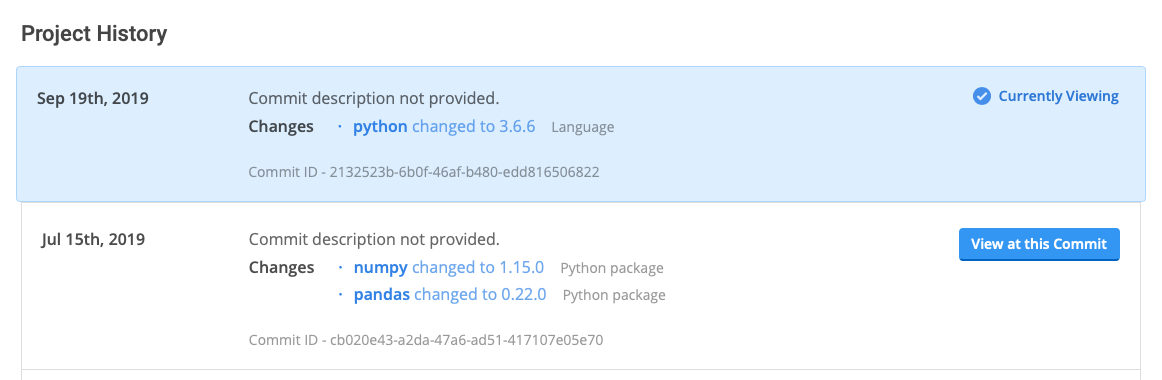 Project History
Sep 19th, 2019
Commit description not provided.
Currently Viewing
Changes · python changed to 3.6.6 Language
Commit ID - 2132523b-6b0f-46af-b480-edd816506822
Jul 15th, 2019
Commit description not provided.
View at this Commit
Changes · numpy changed to 1.15.0 Python package
· pandas changed to 0.22.0 Python package
Commit ID - cb020e43-a2da-47a6-ad51-417107e05e70